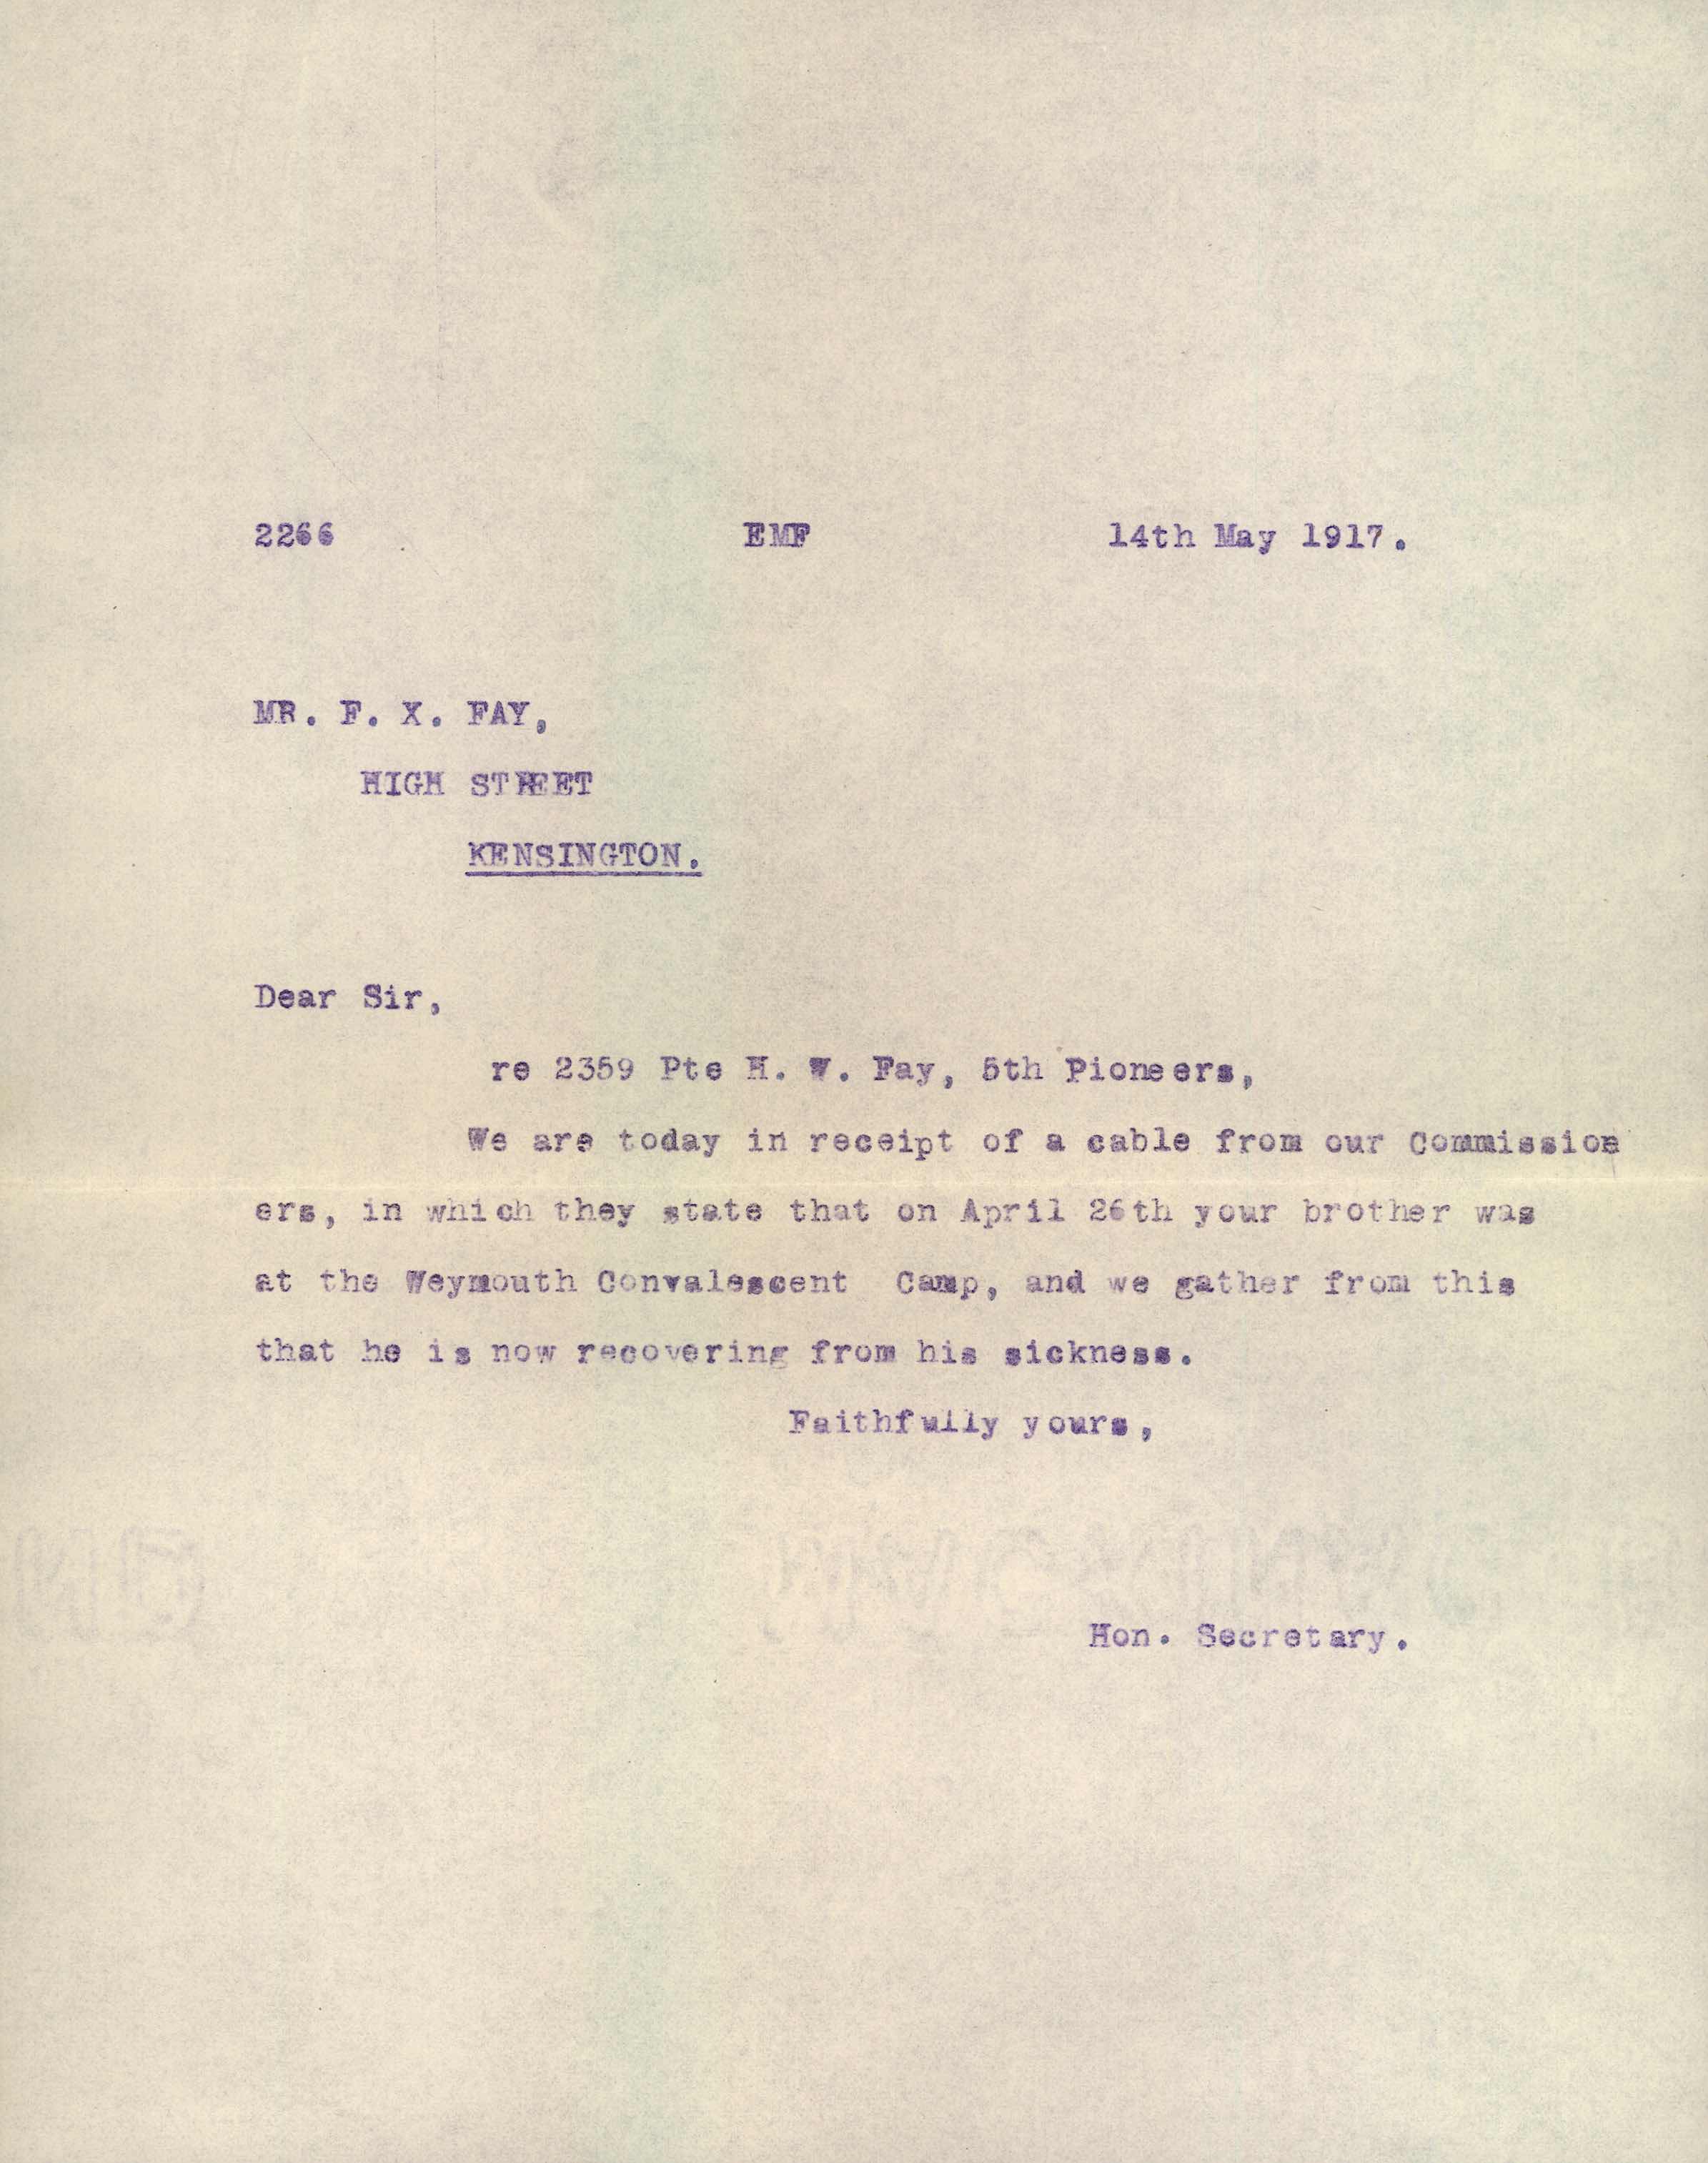 2266 EMF 14th May 1917.
MR. F. X. FAY,
HIGH STREET
KENSINGTON.
Dear Sir,
re 2359 Pte H. W. Fay, 5th Pioneers,
We are today in receipt of a cable from our Commission
ers, in which they state that on April 26th your brother was
at the Weymouth Convalescent Camp, and we gather from this
that he is now recovering from his sickness.
Faithfully yours,
Hon. Secretary.